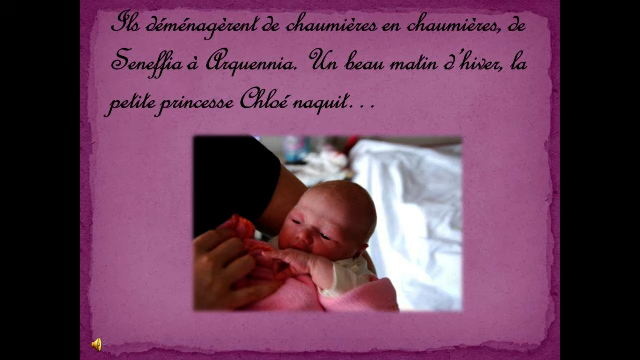 Ils déménagèrent de chaumières en chaumières, de
Seneffia à Arquennia. Un beau matin d'hiver, la
petite princesse Chloé naquit...